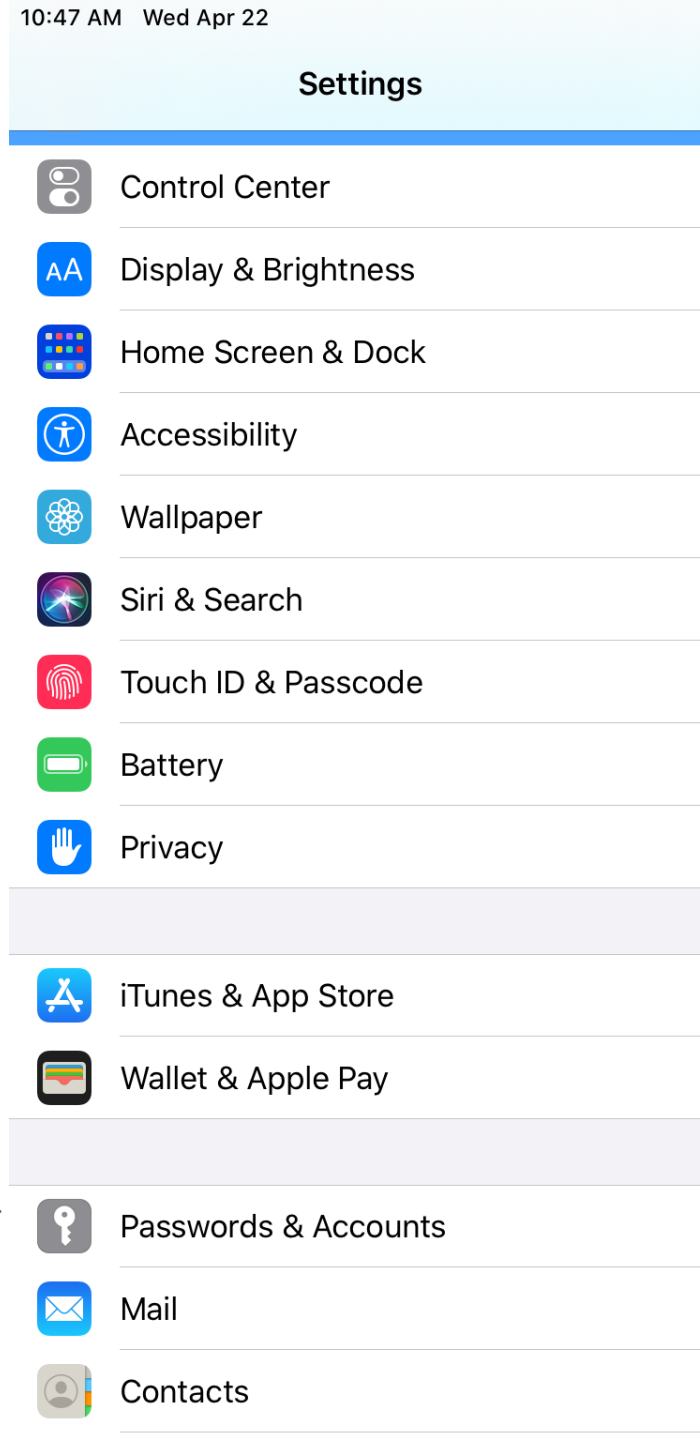 10:47 AM Wed Apr 22
Settings
Control Center
AA Display & Brightness
Home Screen & Dock
Accessibility
Wallpaper
Siri & Search
Touch ID & Passcode
Battery
Privacy
iTunes & App Store
Wallet & Apple Pay
Passwords & Accounts
Mail
Contacts